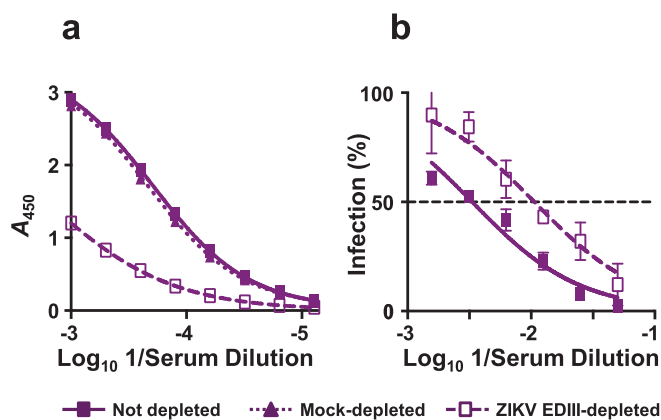 a
b
3
2
1
0
A450
-3
-4
-5
Log10 1/Serum Dilution
100
50
0
Infection (%)
-3
-2
-1
Log10 1/Serum Dilution
Not depleted
Mock-depleted
ZIKV EDIII-depleted